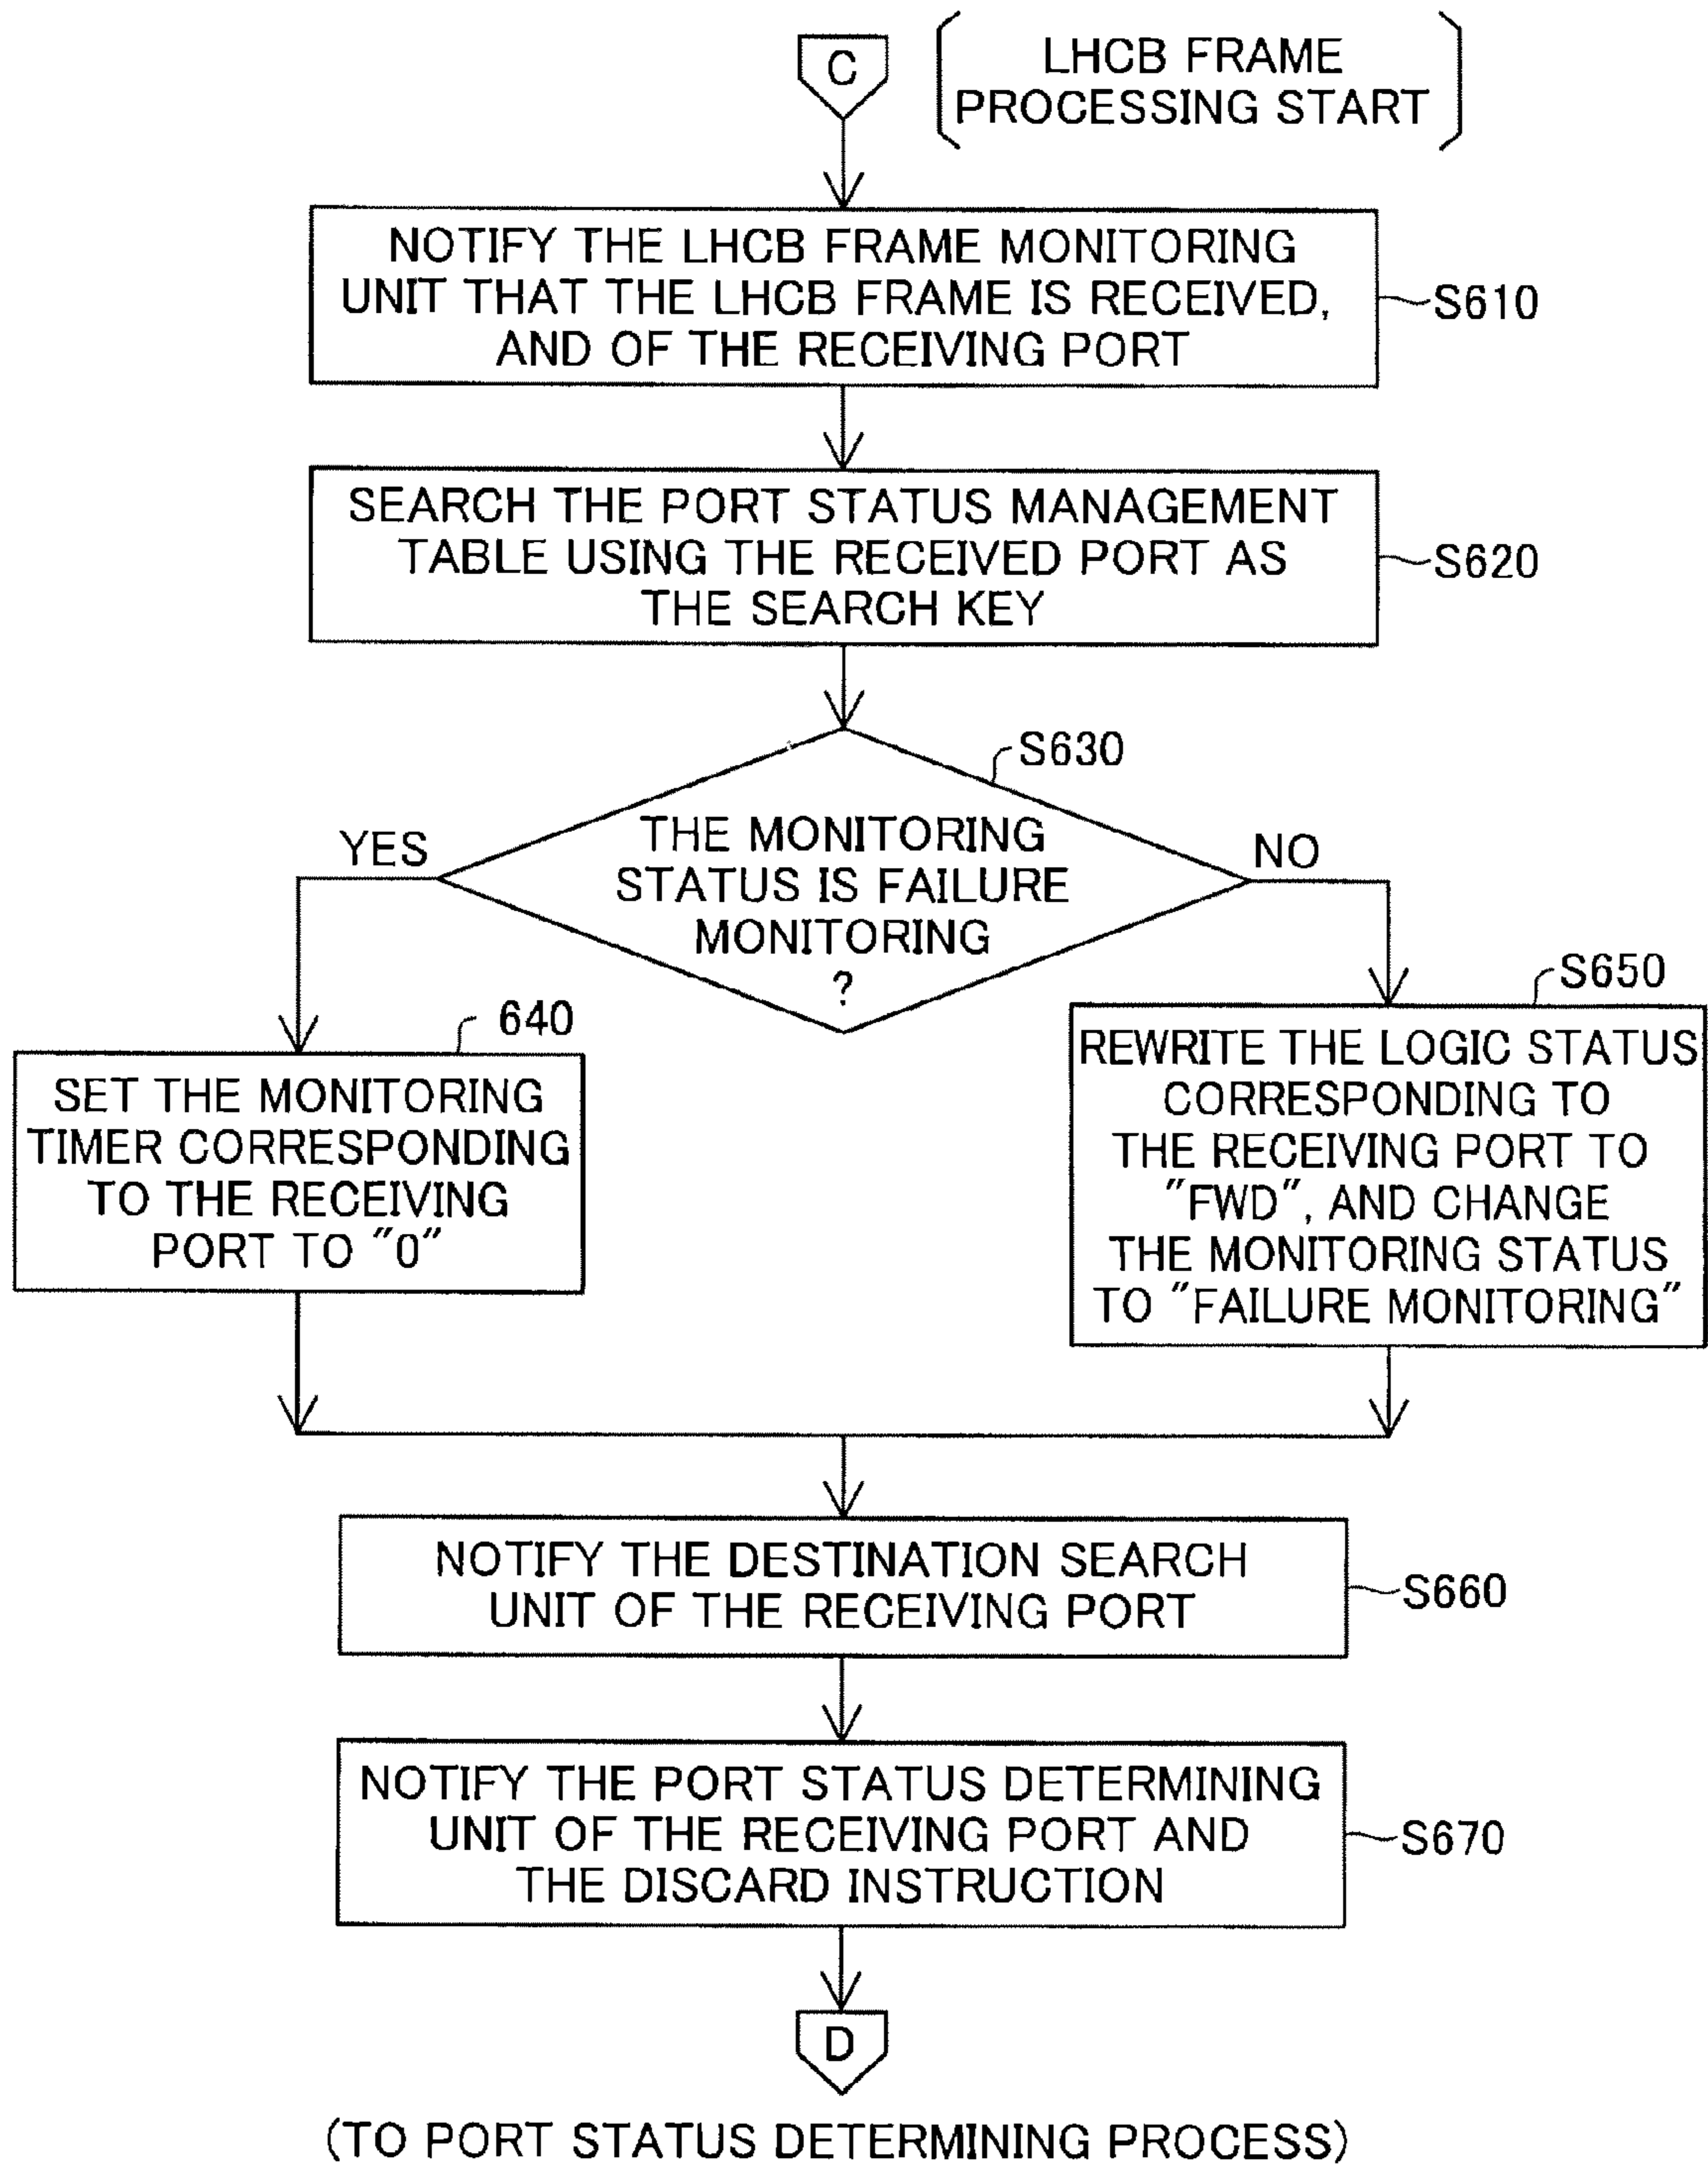 C
LHCB FRAME
PROCESSING START
NOTIFY THE LHCB FRAME MONITORING
UNIT THAT THE LHCB FRAME IS RECEIVED,
AND OF THE RECEIVING PORT
S610
SEARCH THE PORT STATUS MANAGEMENT
TABLE USING THE RECEIVED PORT AS
THE SEARCH KEY
S620
S630
THE MONITORING
STATUS IS FAILURE
MONITORING
?
YES
NO
640
SET THE MONITORING
TIMER CORRESPONDING
TO THE RECEIVING
PORT TO "0"
S650
REWRITE THE LOGIC STATUS
CORRESPONDING TO
THE RECEIVING PORT TO
"FWD", AND CHANGE
THE MONITORING STATUS
TO "FAILURE MONITORING"
NOTIFY THE DESTINATION SEARCH
UNIT OF THE RECEIVING PORT
S660
NOTIFY THE PORT STATUS DETERMINING
UNIT OF THE RECEIVING PORT AND
THE DISCARD INSTRUCTION
S670
D
(TO PORT STATUS DETERMINING PROCESS)